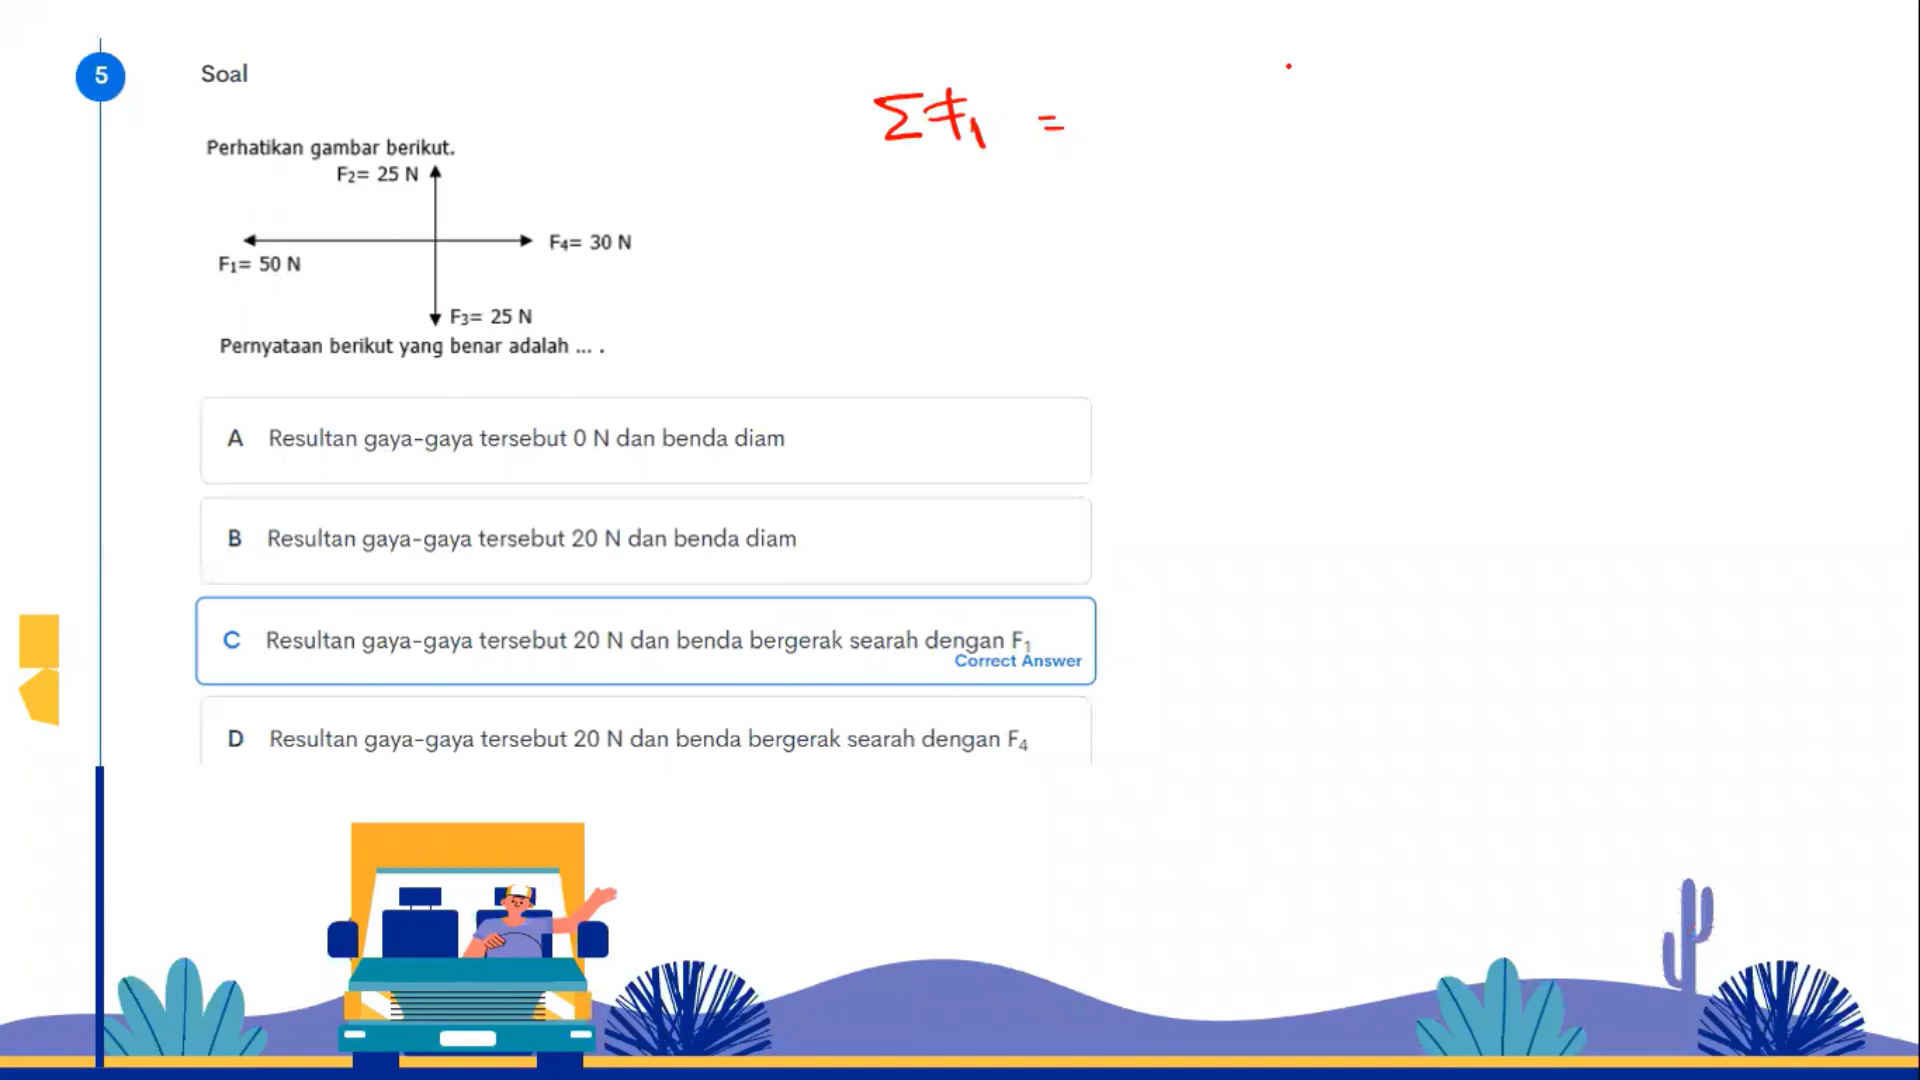 5
Soal
ΣF₁ =
Perhatikan gambar berikut.
F₂= 25 N
F₄= 30 N
F₁= 50 N
F₃= 25 N
Pernyataan berikut yang benar adalah ... .
A Resultan gaya-gaya tersebut 0 N dan benda diam
B Resultan gaya-gaya tersebut 20 N dan benda diam
C Resultan gaya-gaya tersebut 20 N dan benda bergerak searah dengan F₁
Correct Answer
D Resultan gaya-gaya tersebut 20 N dan benda bergerak searah dengan F₄